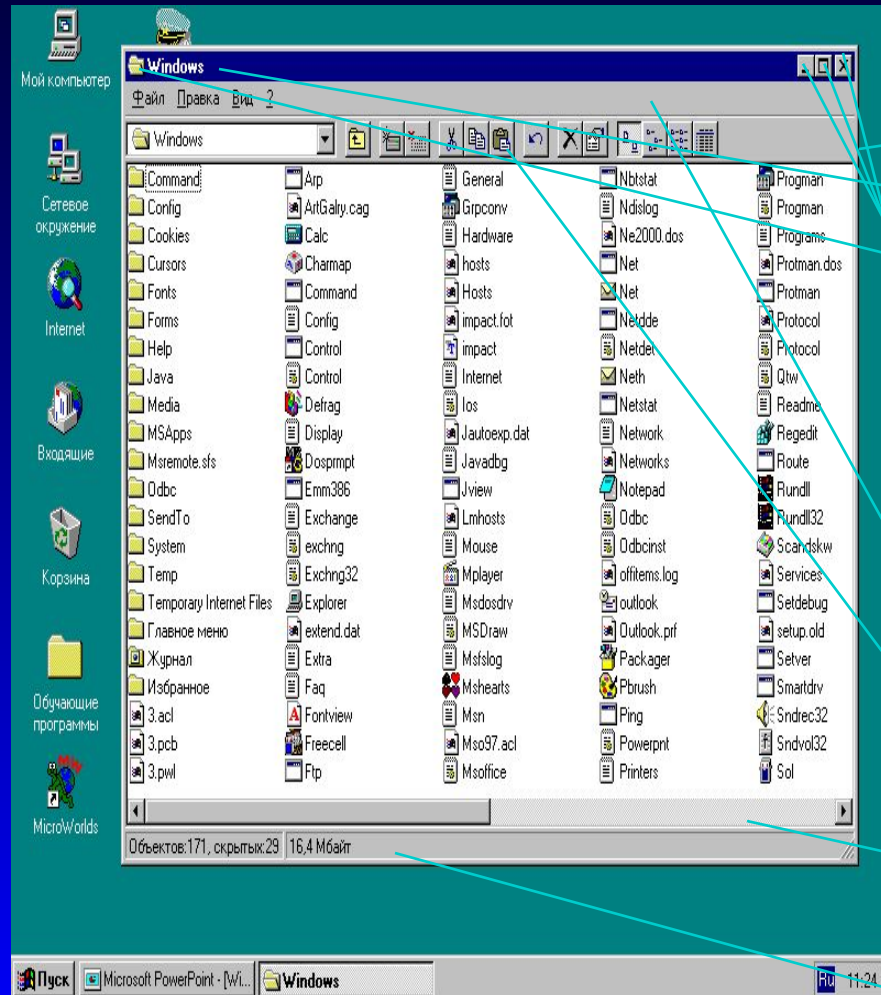 Мой компьютер
Сетевое
окружение
Internet
Входящие
Корзина
Обучающие
программы
MicroWorlds
Windows
Файл Правка Вид ?
Windows
Command
Config
Cookies
Cursors
Fonts
Forms
Help
Java
Media
MSApps
Msremote.sfs
Odbc
SendTo
System
Temp
Temporary Internet Files
Главное меню
Журнал
Избранное
3.acl
3.pcb
3.pwl
Arp
ArtGalry.cag
Calc
Charmap
Command
Config
Control
Control
Defrag
Display
Dosprmpt
Emm386
Exchange
exchng
Exchng32
Explorer
extend.dat
Extra
Faq
Fontview
Freecell
Ftp
General
Grpconv
Hardware
hosts
Hosts
impact.fot
impact
Internet
Ios
Jautoexp.dat
Javadbg
Jview
Lmhosts
Mouse
Mplayer
Msdosdrv
MSDraw
Msfslog
Mshearts
Msn
Mso97.acl
Msoffice
Nbtstat
Ndislog
Ne2000.dos
Net
Net
Netdde
Netdet
Neth
Netstat
Network
Networks
Notepad
Odbc
Odbcinst
offitems.log
outlook
Outlook.prf
Packager
Pbrush
Ping
Powerpnt
Printers
Progman
Progman
Programs
Protman.dos
Protman
Protocol
Protocol
Qtw
Readme
Regedit
Route
Rundll
Rundll32
Scandskw
Services
Setdebug
setup.old
Setver
Smartdrv
Sndrec32
Sndvol32
Sol
Объектов:171, скрытых:29 16,4 Мбайт
Пуск Microsoft PowerPoint - [Wi... Windows Ru 11:24